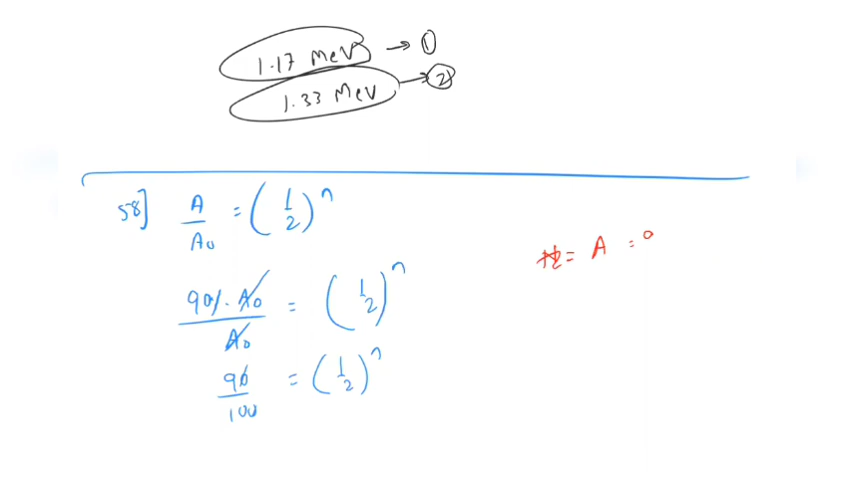 1.17 MeV → ①
1.33 MeV → ②
58] A/A₀ = (1/2)ⁿ
= A = 9
90%·A₀/A₀ = (1/2)ⁿ
90/100 = (1/2)ⁿ